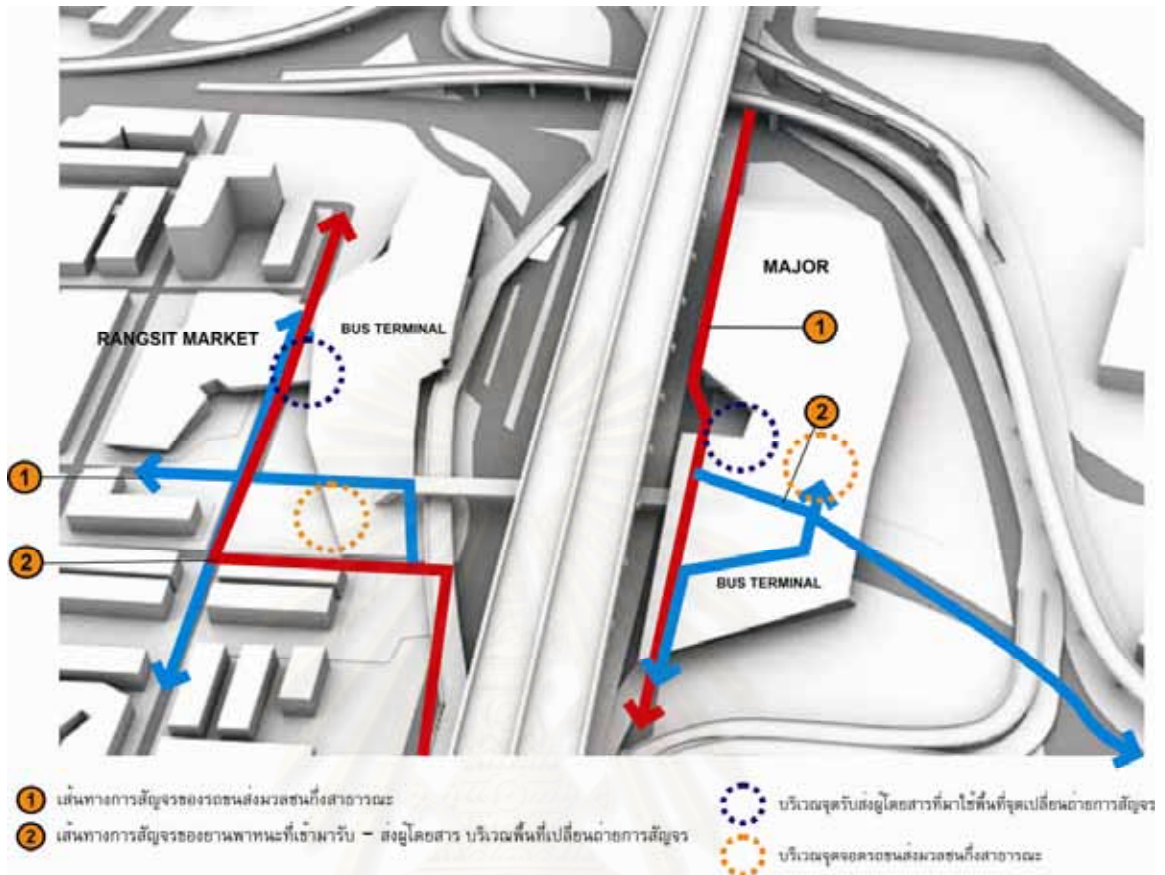 MAJOR
1
RANGSIT MARKET
BUS TERMINAL
2
1
2
BUS TERMINAL
1 เส้นทางการสัญจรของรถขนส่งมวลชนกึ่งสาธารณะ
2 เส้นทางการสัญจรของยานพาหนะที่เข้ามารับ - ส่งผู้โดยสาร บริเวณพื้นที่เปลี่ยนถ่ายการสัญจร
บริเวณจุดรับส่งผู้โดยสารที่มาใช้พื้นที่จุดเปลี่ยนถ่ายการสัญจร
บริเวณจุดจอดรถขนส่งมวลชนกึ่งสาธารณะ